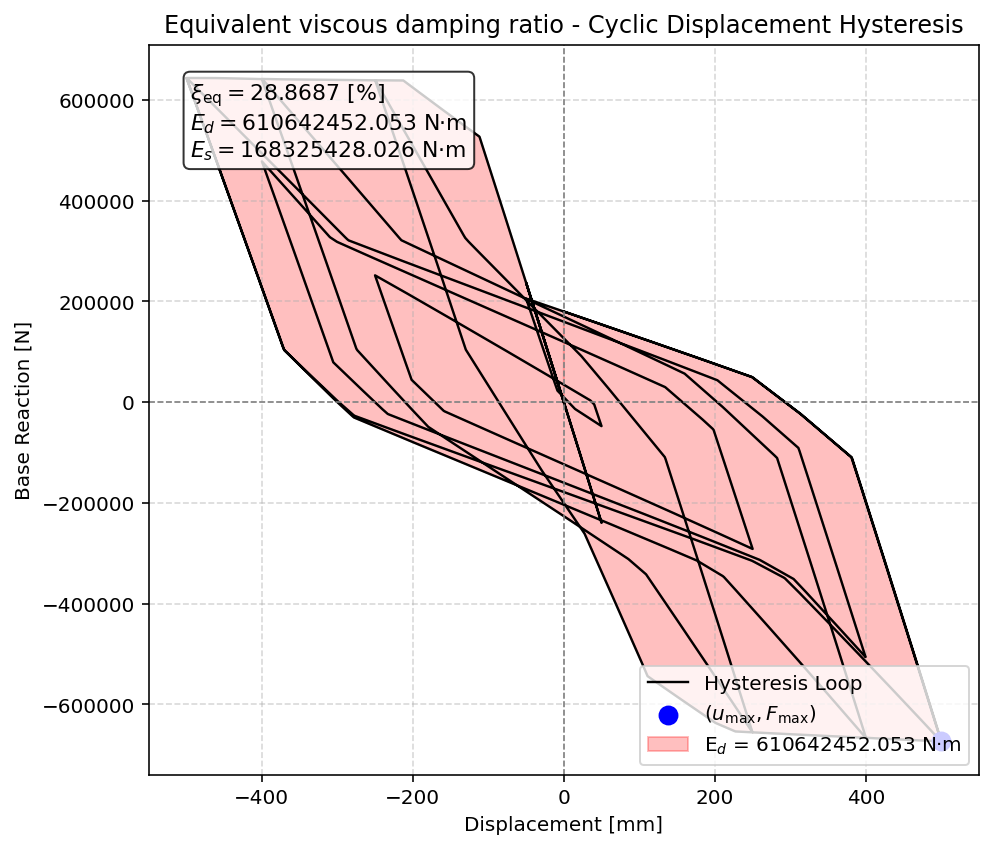 Equivalent viscous damping ratio - Cyclic Displacement Hysteresis
ξeq = 28.8687 [%]
Ed = 610642452.053 N·m
Es = 168325428.026 N·m
600000
400000
200000
0
−200000
−400000
−600000
Base Reaction [N]
Hysteresis Loop
(umax, Fmax)
Ed = 610642452.053 N·m
−400
−200
0
200
400
Displacement [mm]